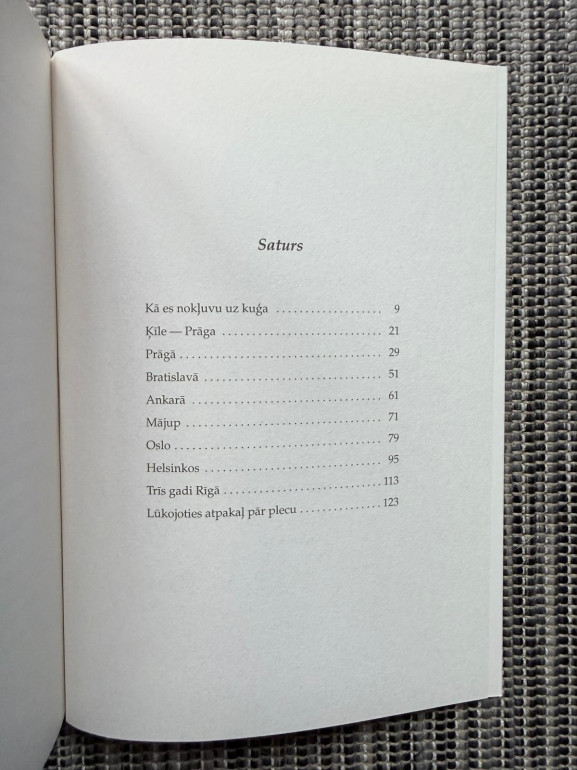 Saturs
Kā es nokļuvu uz kuģa .................. 9
Ķīle — Prāga .......................... 21
Prāgā ................................. 29
Bratislavā ............................ 51
Ankarā ................................ 61
Mājup ................................. 71
Oslo .................................. 79
Helsinkos ............................. 95
Trīs gadi Rīgā ........................ 113
Lūkojoties atpakaļ pār plecu .............. 123